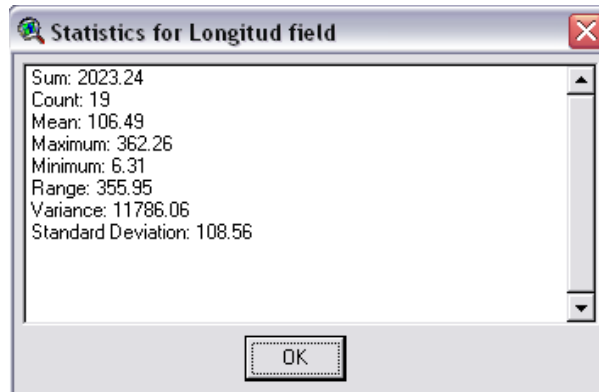 Statistics for Longitud field
Sum: 2023.24
Count: 19
Mean: 106.49
Maximum: 362.26
Minimum: 6.31
Range: 355.95
Variance: 11786.06
Standard Deviation: 108.56
OK